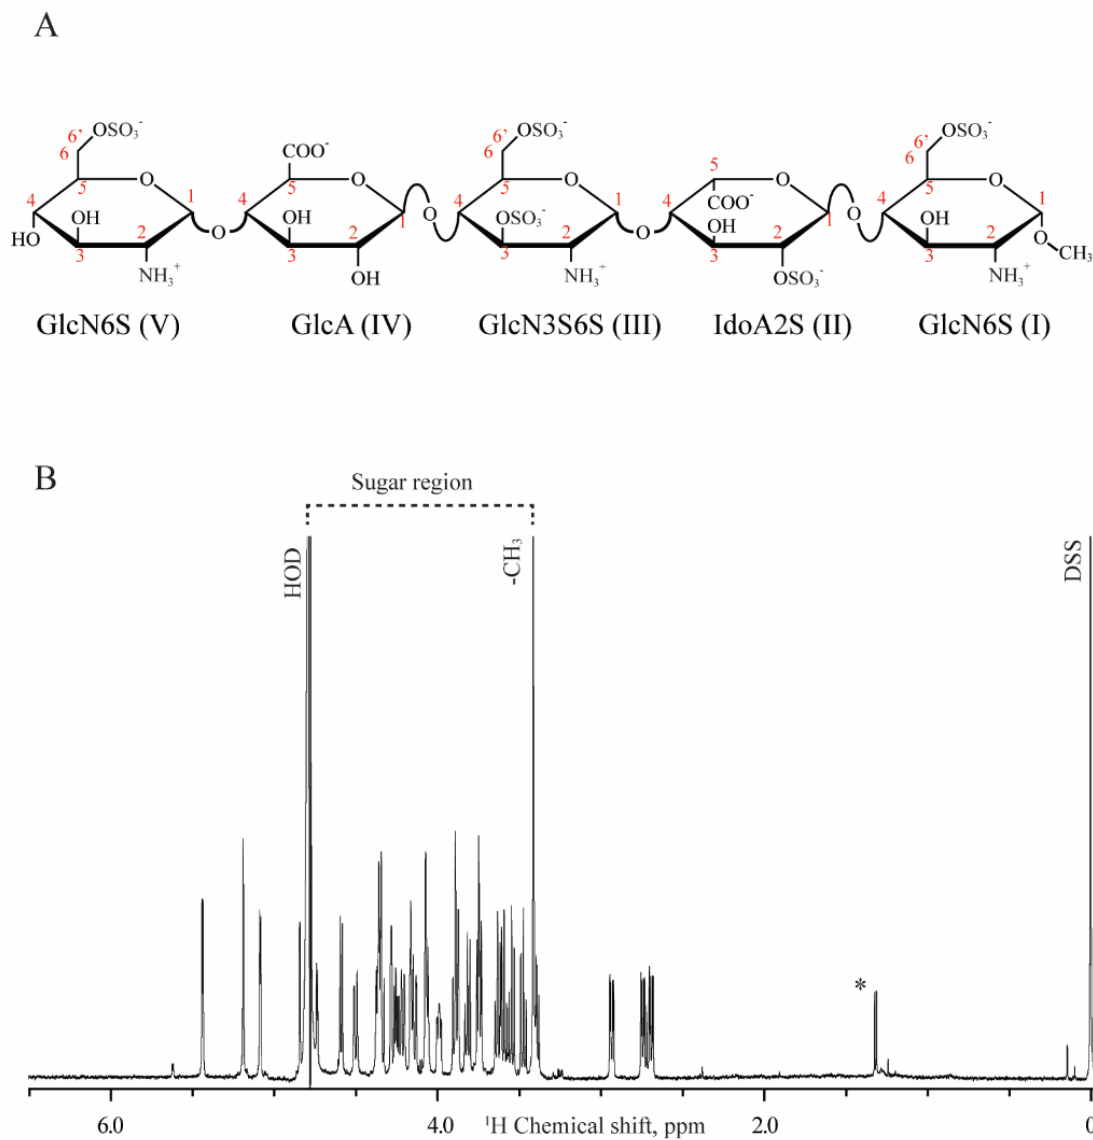 A
6' OSO₃⁻
6
COO⁻
6' OSO₃⁻
6
6' OSO₃⁻
6
5 O
5 O
5 O
5 O
5 O
4 OH 1
4 OH 1 O
4 OSO₃⁻ 1
4 COO⁻ OH 1 O
4 OH 1
HO 3 2 O
3 2
3 2 O
3 2
3 2 O CH₃
NH₃⁺
OH
NH₃⁺
OSO₃⁻
NH₃⁺
GlcN6S (V) GlcA (IV) GlcN3S6S (III) IdoA2S (II) GlcN6S (I)
B
Sugar region
HOD
-CH₃
DSS
*
6.0 4.0 ¹H Chemical shift, ppm 2.0 0